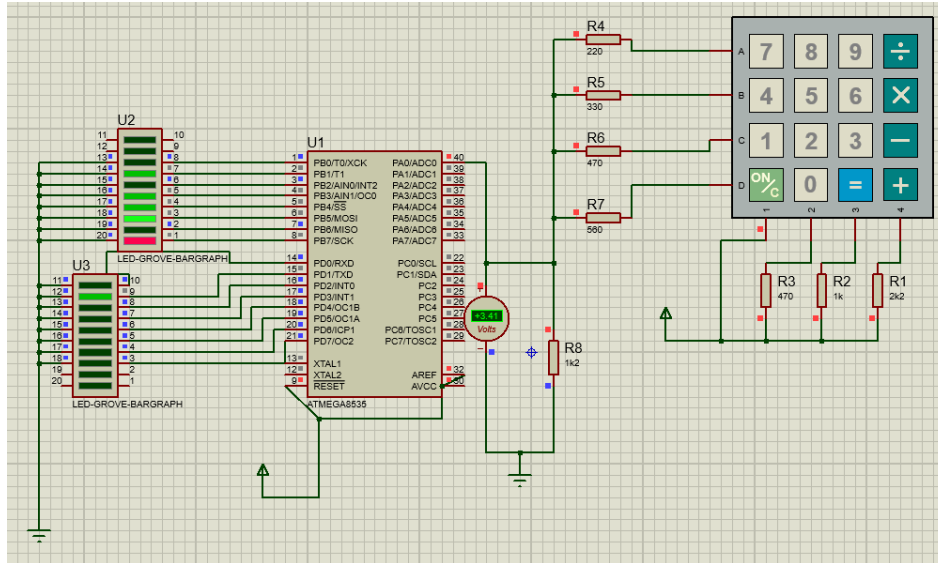 R4
220
R5
330
R6
470
R7
560
A
B
C
D
7
8
9
÷
4
5
6
×
1
2
3
−
ON/C
0
=
+
1
2
3
4
R3
470
R2
1k
R1
2k2
U2
11
12
13
14
15
16
17
18
19
20
10
9
8
7
6
5
4
3
2
1
LED-GROVE-BARGRAPH
U3
11
12
13
14
15
16
17
18
19
20
10
9
8
7
6
5
4
3
2
1
LED-GROVE-BARGRAPH
U1
1 PB0/T0/XCK PA0/ADC0 40
2 PB1/T1 PA1/ADC1 39
3 PB2/AIN0/INT2 PA2/ADC2 38
4 PB3/AIN1/OC0 PA3/ADC3 37
5 PB4/SS PA4/ADC4 36
6 PB5/MOSI PA5/ADC5 35
7 PB6/MISO PA6/ADC6 34
8 PB7/SCK PA7/ADC7 33
14 PD0/RXD PC0/SCL 22
15 PD1/TXD PC1/SDA 23
16 PD2/INT0 PC2 24
17 PD3/INT1 PC3 25
18 PD4/OC1B PC4 26
19 PD5/OC1A PC5 27
20 PD6/ICP1 PC6/TOSC1 28
21 PD7/OC2 PC7/TOSC2 29
13 XTAL1
12 XTAL2 AREF 32
9 RESET AVCC 30
ATMEGA8535
+3.41
Volts
+
−
R8
1k2